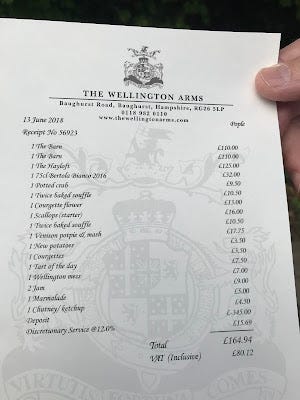 THE WELLINGTON ARMS
Baughurst Road, Baughurst, Hampshire, RG26 5LP
0118 982 0110
www.thewellingtonarms.com
13 June 2018 Pople
Receipt No 56923
1 The Barn £110.00
1 The Barn £110.00
1 The Hayloft £125.00
1 75cl Bertola Bianco 2016 £32.00
1 Potted crab £9.50
1 Twice baked souffle £10.50
1 Courgette flower £13.00
1 Scallops (starter) £16.00
1 Twice baked souffle £10.50
1 Venison potpie & mash £17.75
1 New potatoes £3.50
1 Courgettes £3.50
1 Tart of the day £7.50
1 Wellington mess £7.00
2 Jam £9.00
1 Marmalade £5.00
1 Chutney/ ketchup £4.50
Deposit £-345.00
Discretionary Service @12.0% £15.69
Total £164.94
VAT (Inclusive) £80.12